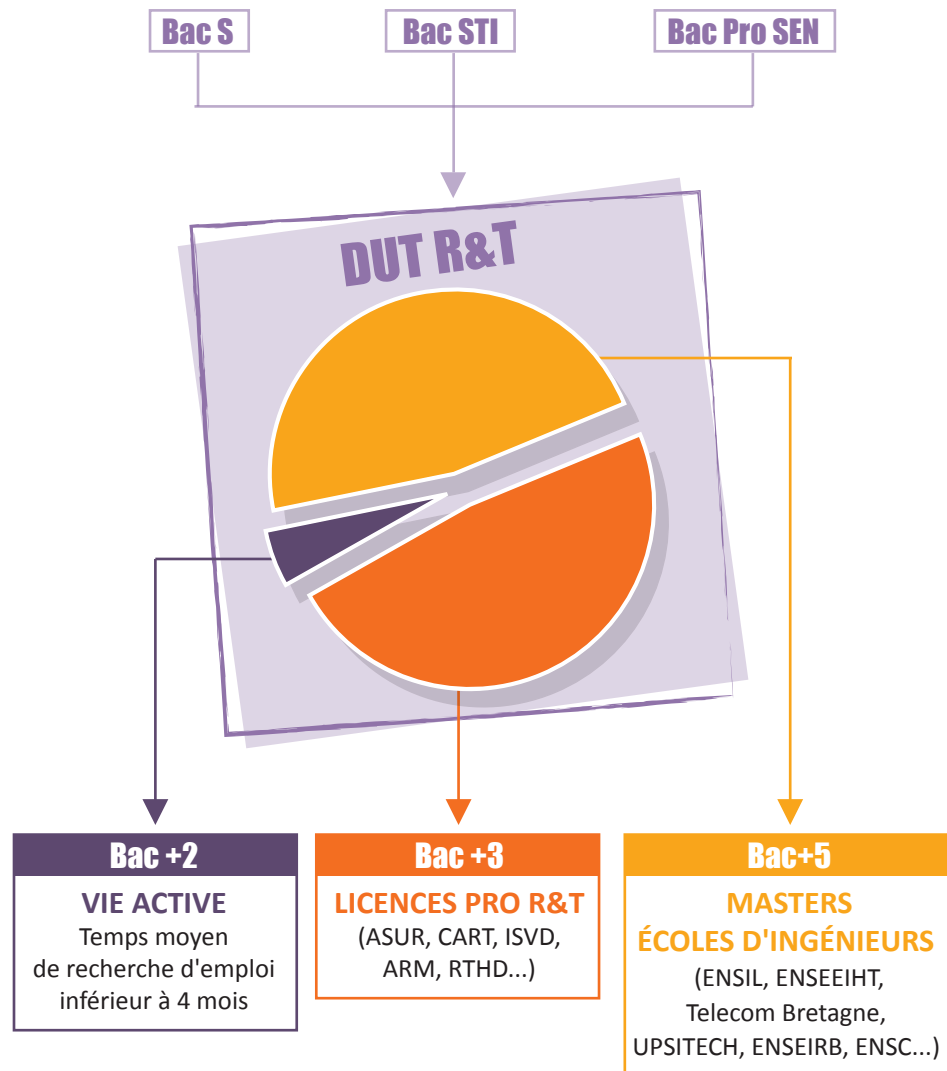 Bac S
Bac STI
Bac Pro SEN
DUT R&T
Bac +2
VIE ACTIVE
Temps moyen
de recherche d'emploi
inférieur à 4 mois
Bac +3
LICENCES PRO R&T
(ASUR, CART, ISVD,
ARM, RTHD...)
Bac+5
MASTERS
ÉCOLES D'INGÉNIEURS
(ENSIL, ENSEEIHT,
Telecom Bretagne,
UPSITECH, ENSEIRB, ENSC...)